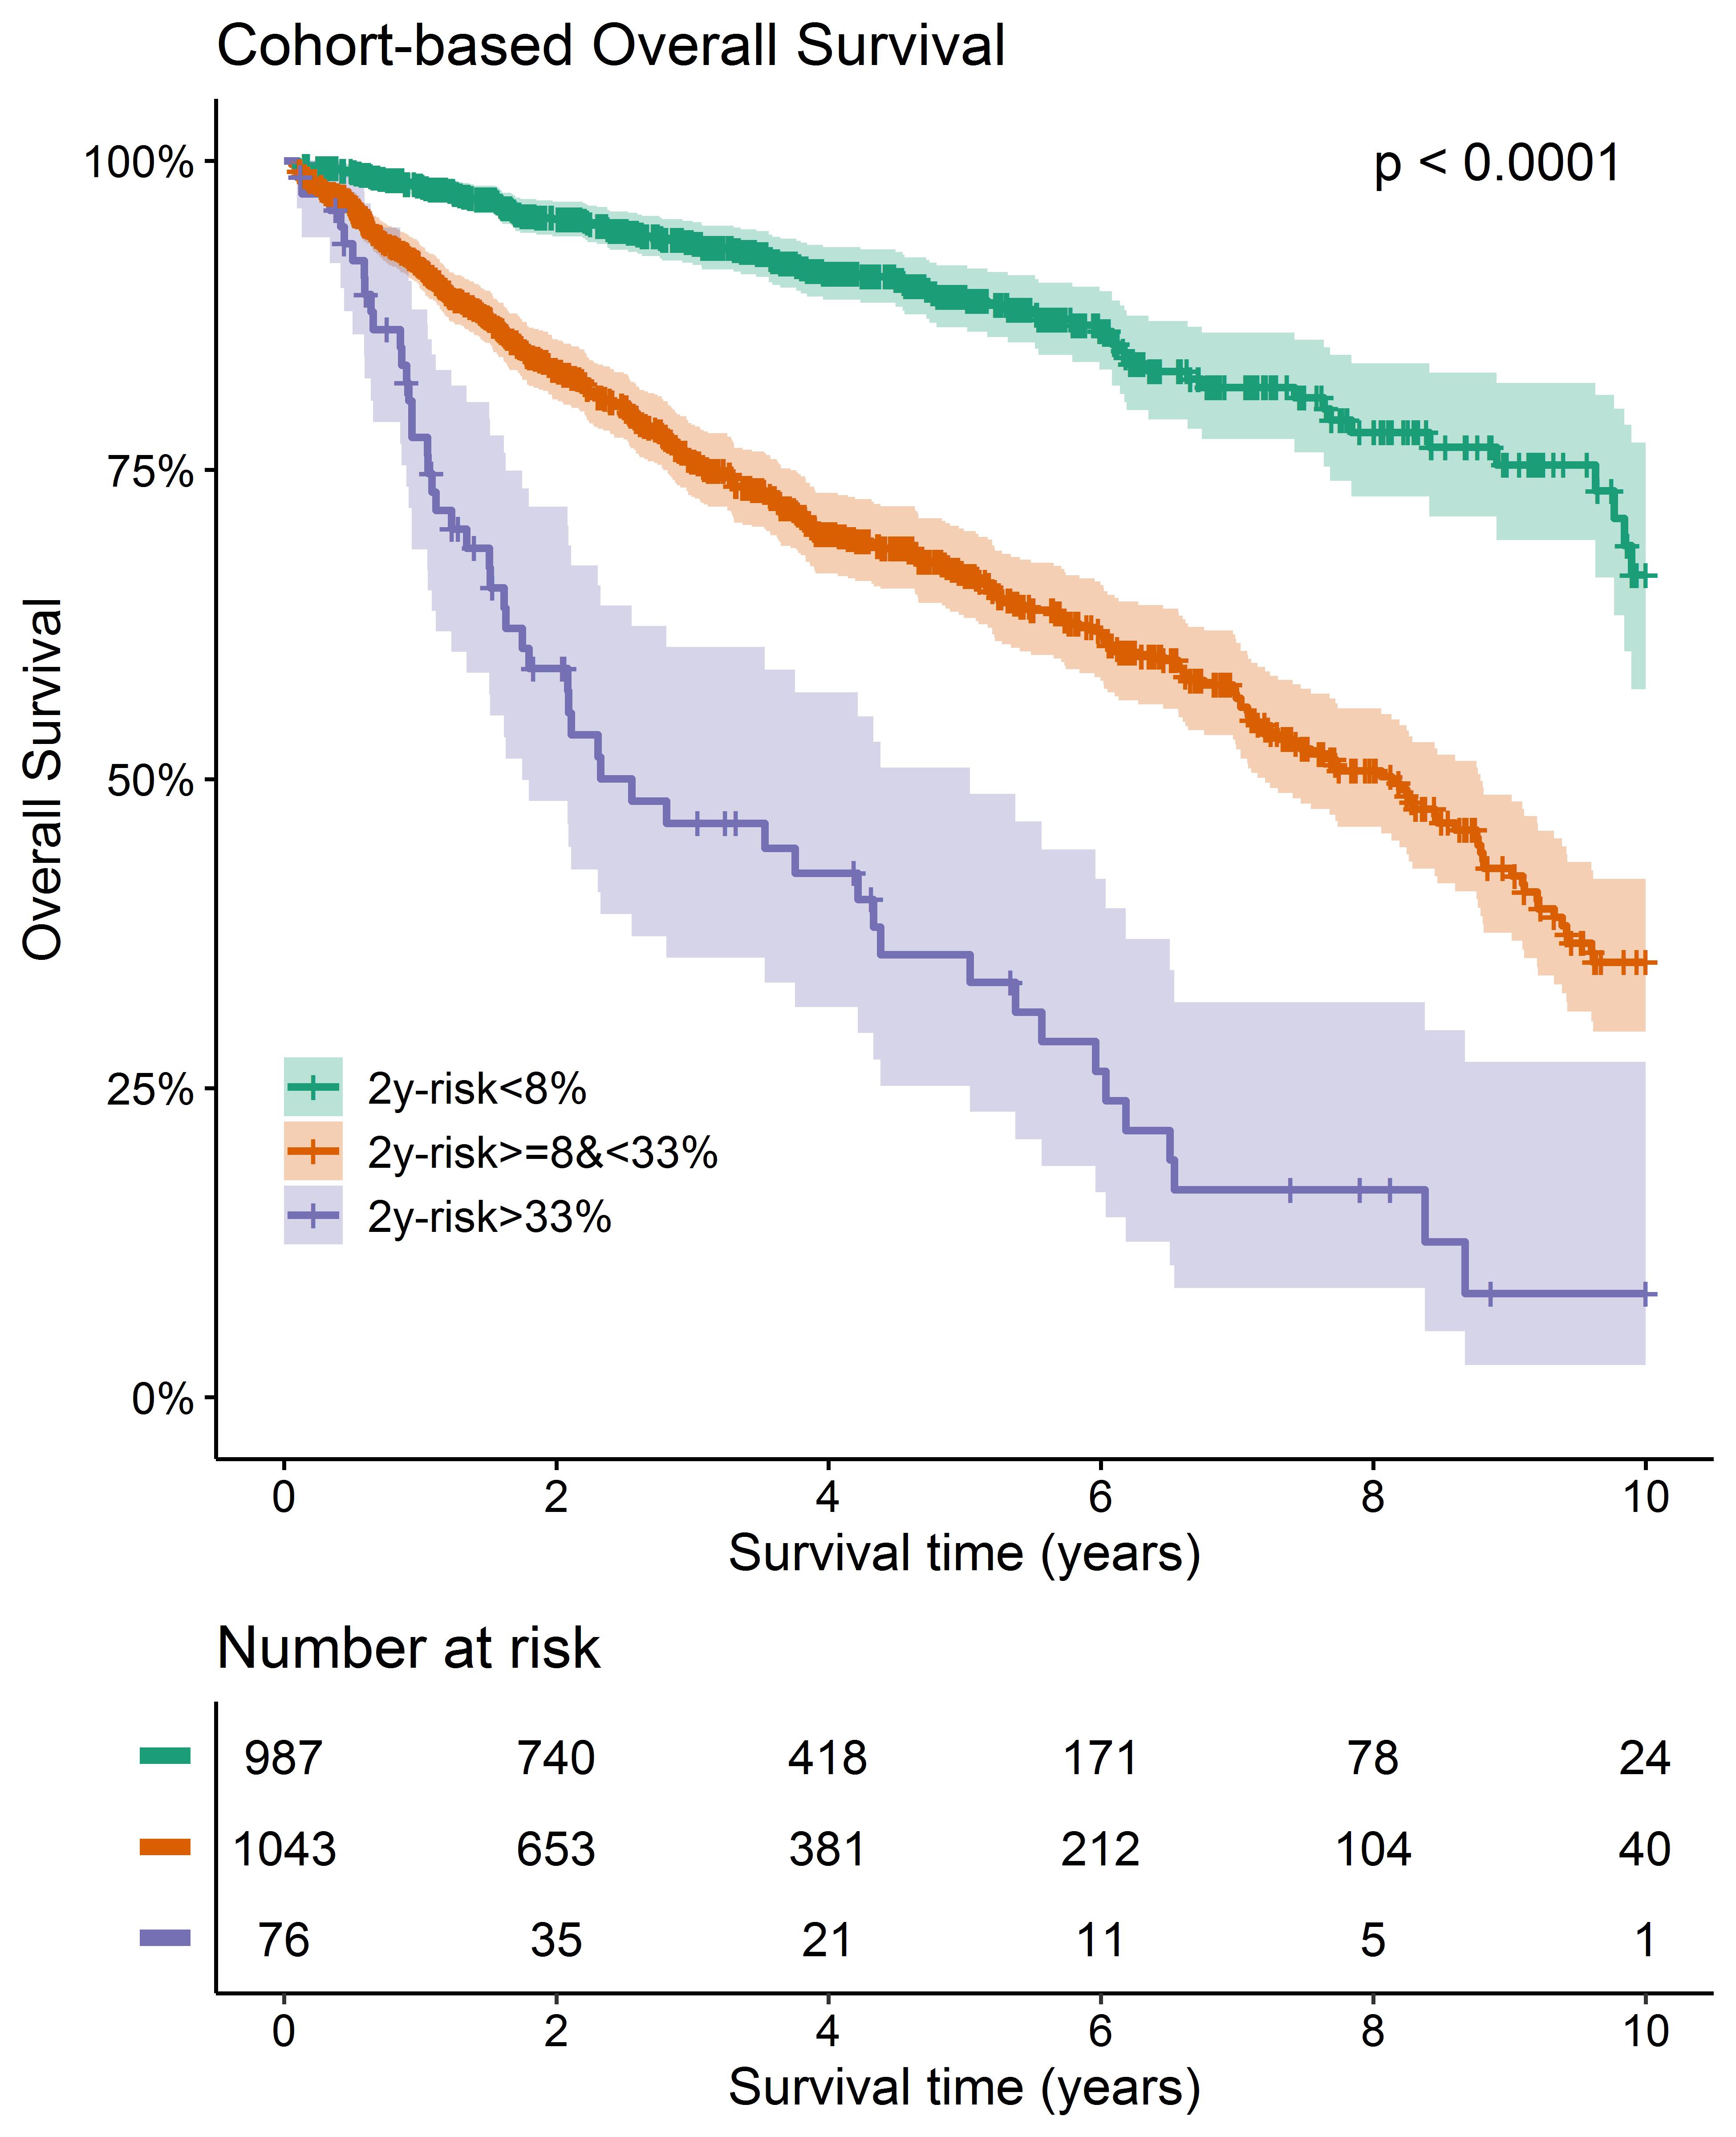 Cohort-based Overall Survival
p < 0.0001
100%
75%
50%
25%
0%
Overall Survival
2y-risk<8%
2y-risk>=8&<33%
2y-risk>33%
0 2 4 6 8 10
Survival time (years)
Number at risk
987 740 418 171 78 24
1043 653 381 212 104 40
76 35 21 11 5 1
0 2 4 6 8 10
Survival time (years)